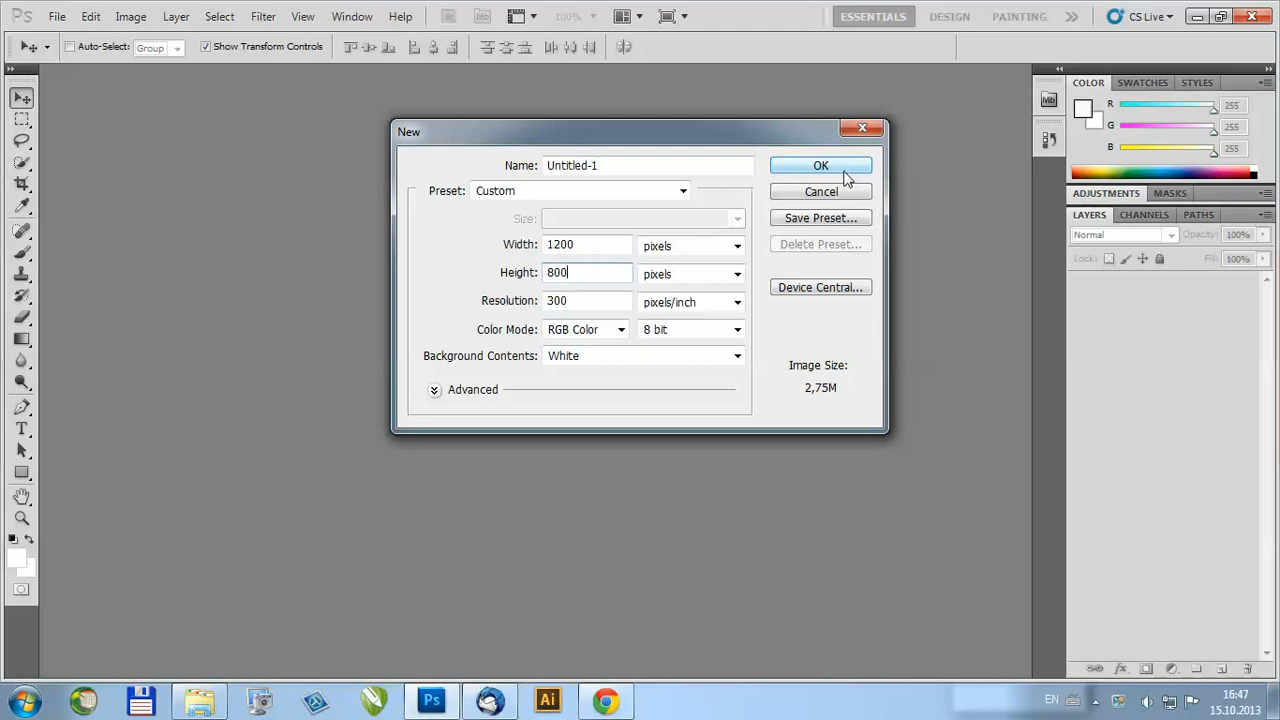 Ps File Edit Image Layer Select Filter View Window Help Br Mb 100% ESSENTIALS DESIGN PAINTING CS Live
Auto-Select: Group Show Transform Controls
New
Name: Untitled-1 OK
Preset: Custom Cancel
Size: Save Preset...
Width: 1200 pixels Delete Preset...
Height: 800 pixels Device Central...
Resolution: 300 pixels/inch
Color Mode: RGB Color 8 bit
Background Contents: White
Advanced
Image Size:
2,75M
Mb
COLOR SWATCHES STYLES
R 255
G 255
B 255
ADJUSTMENTS MASKS
LAYERS CHANNELS PATHS
Normal Opacity: 100%
Lock: Fill: 100%
T
fx
Ps Ai EN 16:47
15.10.2013